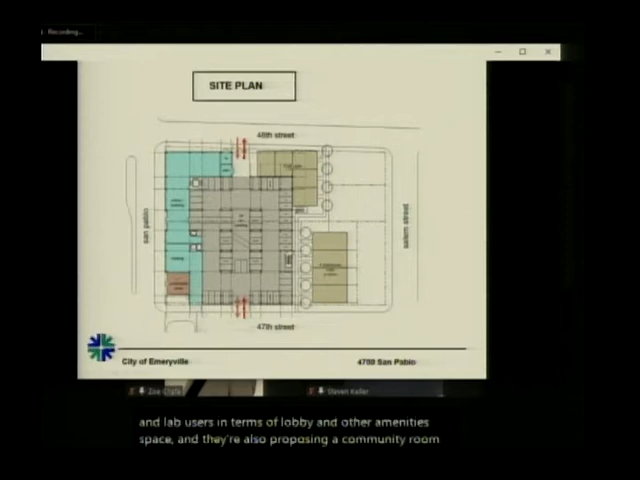 Recording...
SITE PLAN
48th street
san pablo
salem street
47th street
City of Emeryville
4700 San Pablo
Steven Keller
and lab users in terms of lobby and other amenities
space, and they're also proposing a community room